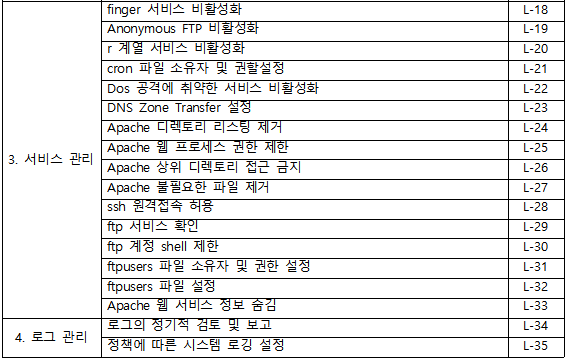 finger 서비스 비활성화 L-18
Anonymous FTP 비활성화 L-19
r 계열 서비스 비활성화 L-20
cron 파일 소유자 및 권할설정 L-21
Dos 공격에 취약한 서비스 비활성화 L-22
DNS Zone Transfer 설정 L-23
Apache 디렉토리 리스팅 제거 L-24
Apache 웹 프로세스 권한 제한 L-25
3. 서비스 관리
Apache 상위 디렉토리 접근 금지 L-26
Apache 불필요한 파일 제거 L-27
ssh 원격접속 허용 L-28
ftp 서비스 확인 L-29
ftp 계정 shell 제한 L-30
ftpusers 파일 소유자 및 권한 설정 L-31
ftpusers 파일 설정 L-32
Apache 웹 서비스 정보 숨김 L-33
4. 로그 관리
로그의 정기적 검토 및 보고 L-34
정책에 따른 시스템 로깅 설정 L-35